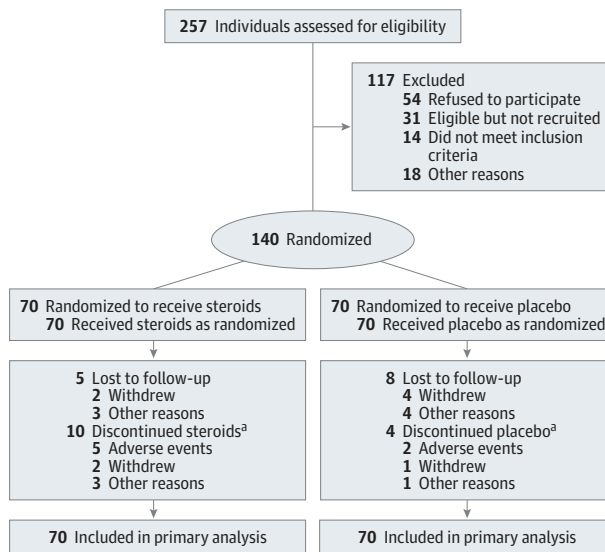 257 Individuals assessed for eligibility
117 Excluded
54 Refused to participate
31 Eligible but not recruited
14 Did not meet inclusion
criteria
18 Other reasons
140 Randomized
70 Randomized to receive steroids
70 Received steroids as randomized
70 Randomized to receive placebo
70 Received placebo as randomized
5 Lost to follow-up
2 Withdrew
3 Other reasons
10 Discontinued steroidsᵃ
5 Adverse events
2 Withdrew
3 Other reasons
8 Lost to follow-up
4 Withdrew
4 Other reasons
4 Discontinued placeboᵃ
2 Adverse events
1 Withdrew
1 Other reasons
70 Included in primary analysis
70 Included in primary analysis